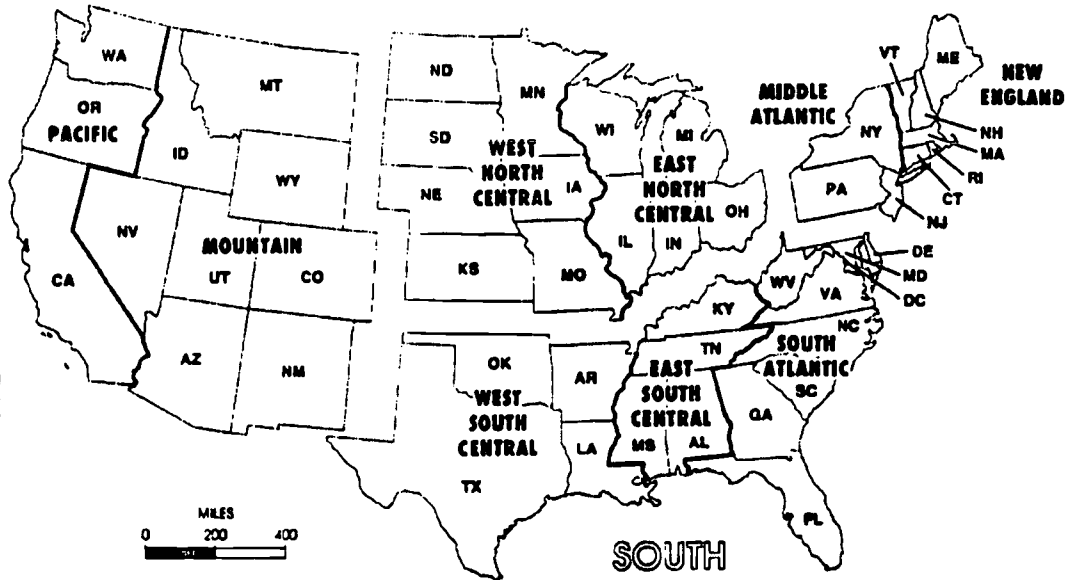 WA
OR
PACIFIC
CA
NV
ID
MT
WY
MOUNTAIN
UT
CO
AZ
NM
ND
SD
NE
KS
MN
IA
MO
WEST
NORTH
CENTRAL
WI
MI
IL
IN
OH
EAST
NORTH
CENTRAL
MIDDLE
ATLANTIC
NY
PA
NJ
NEW
ENGLAND
VT
ME
NH
MA
RI
CT
DE
MD
DC
WV
VA
NC
SOUTH
ATLANTIC
SC
GA
FL
KY
TN
EAST
SOUTH
CENTRAL
MS
AL
OK
AR
WEST
SOUTH
CENTRAL
LA
TX
MILES
0 200 400
SOUTH